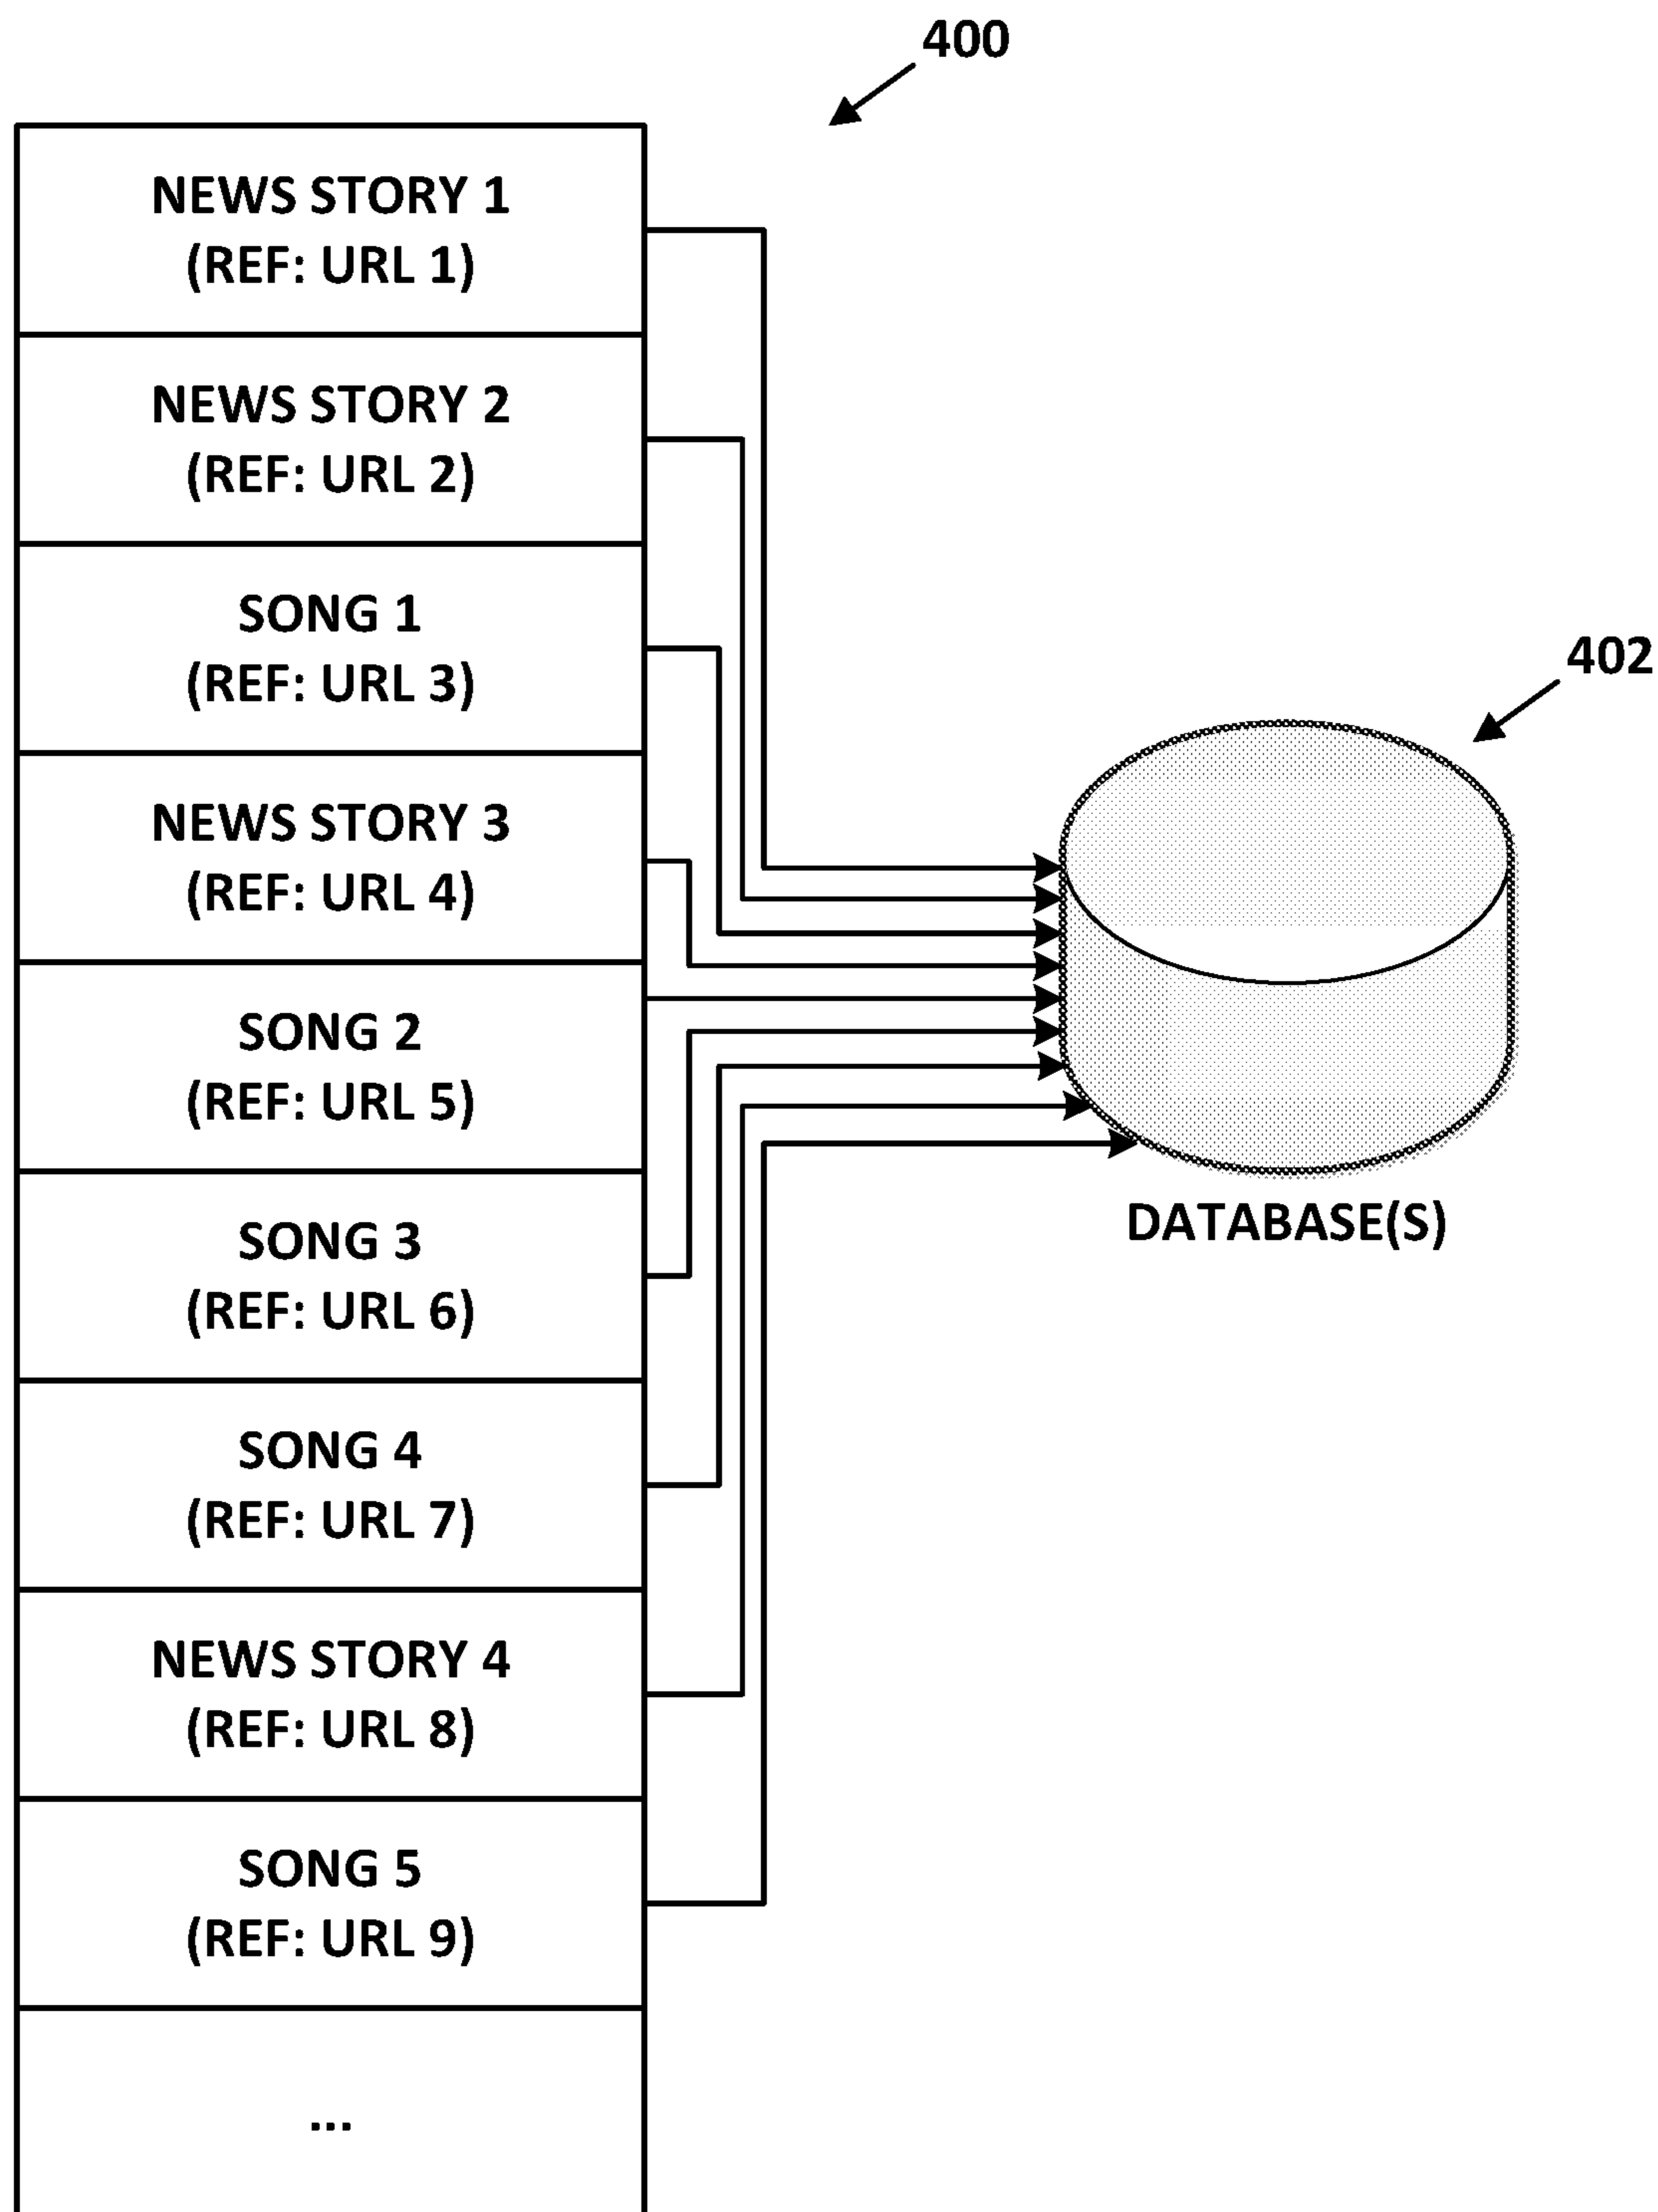 400
NEWS STORY 1
(REF: URL 1)
NEWS STORY 2
(REF: URL 2)
SONG 1
(REF: URL 3)
402
NEWS STORY 3
(REF: URL 4)
SONG 2
(REF: URL 5)
DATABASE(S)
SONG 3
(REF: URL 6)
SONG 4
(REF: URL 7)
NEWS STORY 4
(REF: URL 8)
SONG 5
(REF: URL 9)
...